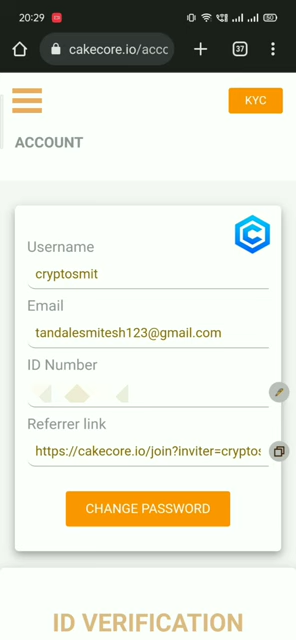 20:29
cakecore.io/acco
37
KYC
ACCOUNT
Username
cryptosmit
Email
tandalesmitesh123@gmail.com
ID Number
Referrer link
https://cakecore.io/join?inviter=cryptos
CHANGE PASSWORD
ID VERIFICATION